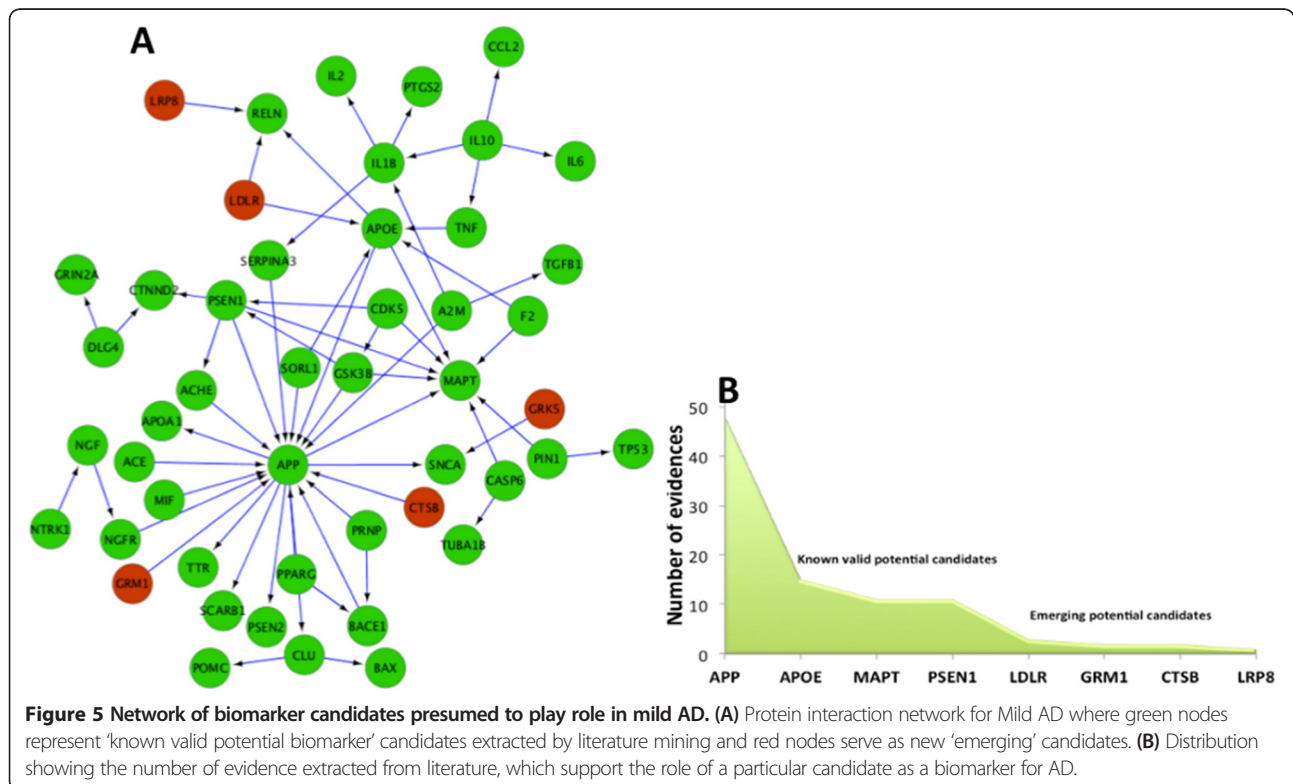 A
CCL2
IL2
PTGS2
LRP8
RELN
IL10
IL1B
IL6
LDLR
APOE
TNF
SERPINA3
TGFB1
GRIN2A
CTNND2
PSEN1
CDK5
A2M
F2
DLG4
SORL1
GSK3B
MAPT
ACHE
GRK5
APOA1
NGF
ACE
APP
SNCA
PIN1
TP53
CASP6
MIF
CTSB
NTRK1
NGFR
PRNP
TUBA1B
TTR
PPARG
GRM1
SCARB1
PSEN2
BACE1
CLU
POMC
BAX
B
Number of evidences
50
40
30
20
10
0
Known valid potential candidates
Emerging potential candidates
APP APOE MAPT PSEN1 LDLR GRM1 CTSB LRP8
Figure 5 Network of biomarker candidates presumed to play role in mild AD. (A) Protein interaction network for Mild AD where green nodes
represent ‘known valid potential biomarker’ candidates extracted by literature mining and red nodes serve as new ‘emerging’ candidates. (B) Distribution
showing the number of evidence extracted from literature, which support the role of a particular candidate as a biomarker for AD.